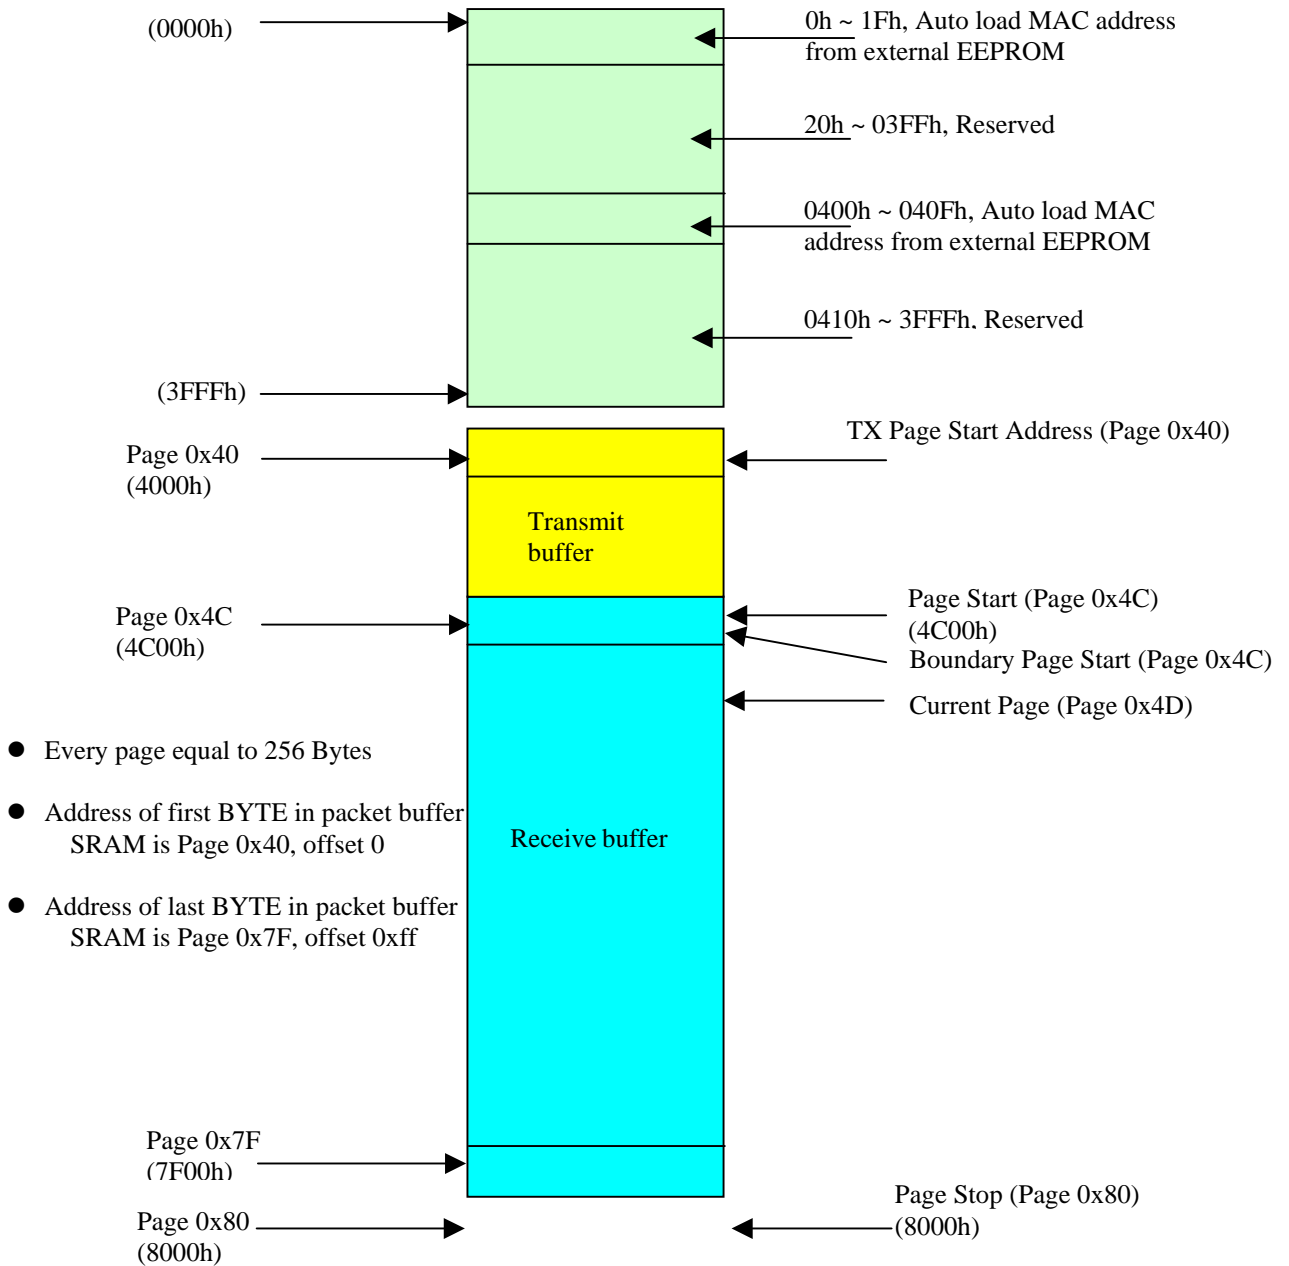 (0000h)
0h ~ 1Fh, Auto load MAC address
from external EEPROM
20h ~ 03FFh, Reserved
0400h ~ 040Fh, Auto load MAC
address from external EEPROM
0410h ~ 3FFFh, Reserved
(3FFFh)
Page 0x40
(4000h)
TX Page Start Address (Page 0x40)
Transmit
buffer
Page 0x4C
(4C00h)
Page Start (Page 0x4C)
(4C00h)
Boundary Page Start (Page 0x4C)
Current Page (Page 0x4D)
● Every page equal to 256 Bytes
● Address of first BYTE in packet buffer
SRAM is Page 0x40, offset 0
● Address of last BYTE in packet buffer
SRAM is Page 0x7F, offset 0xff
Receive buffer
Page 0x7F
(7F00h)
Page 0x80
(8000h)
Page Stop (Page 0x80)
(8000h)